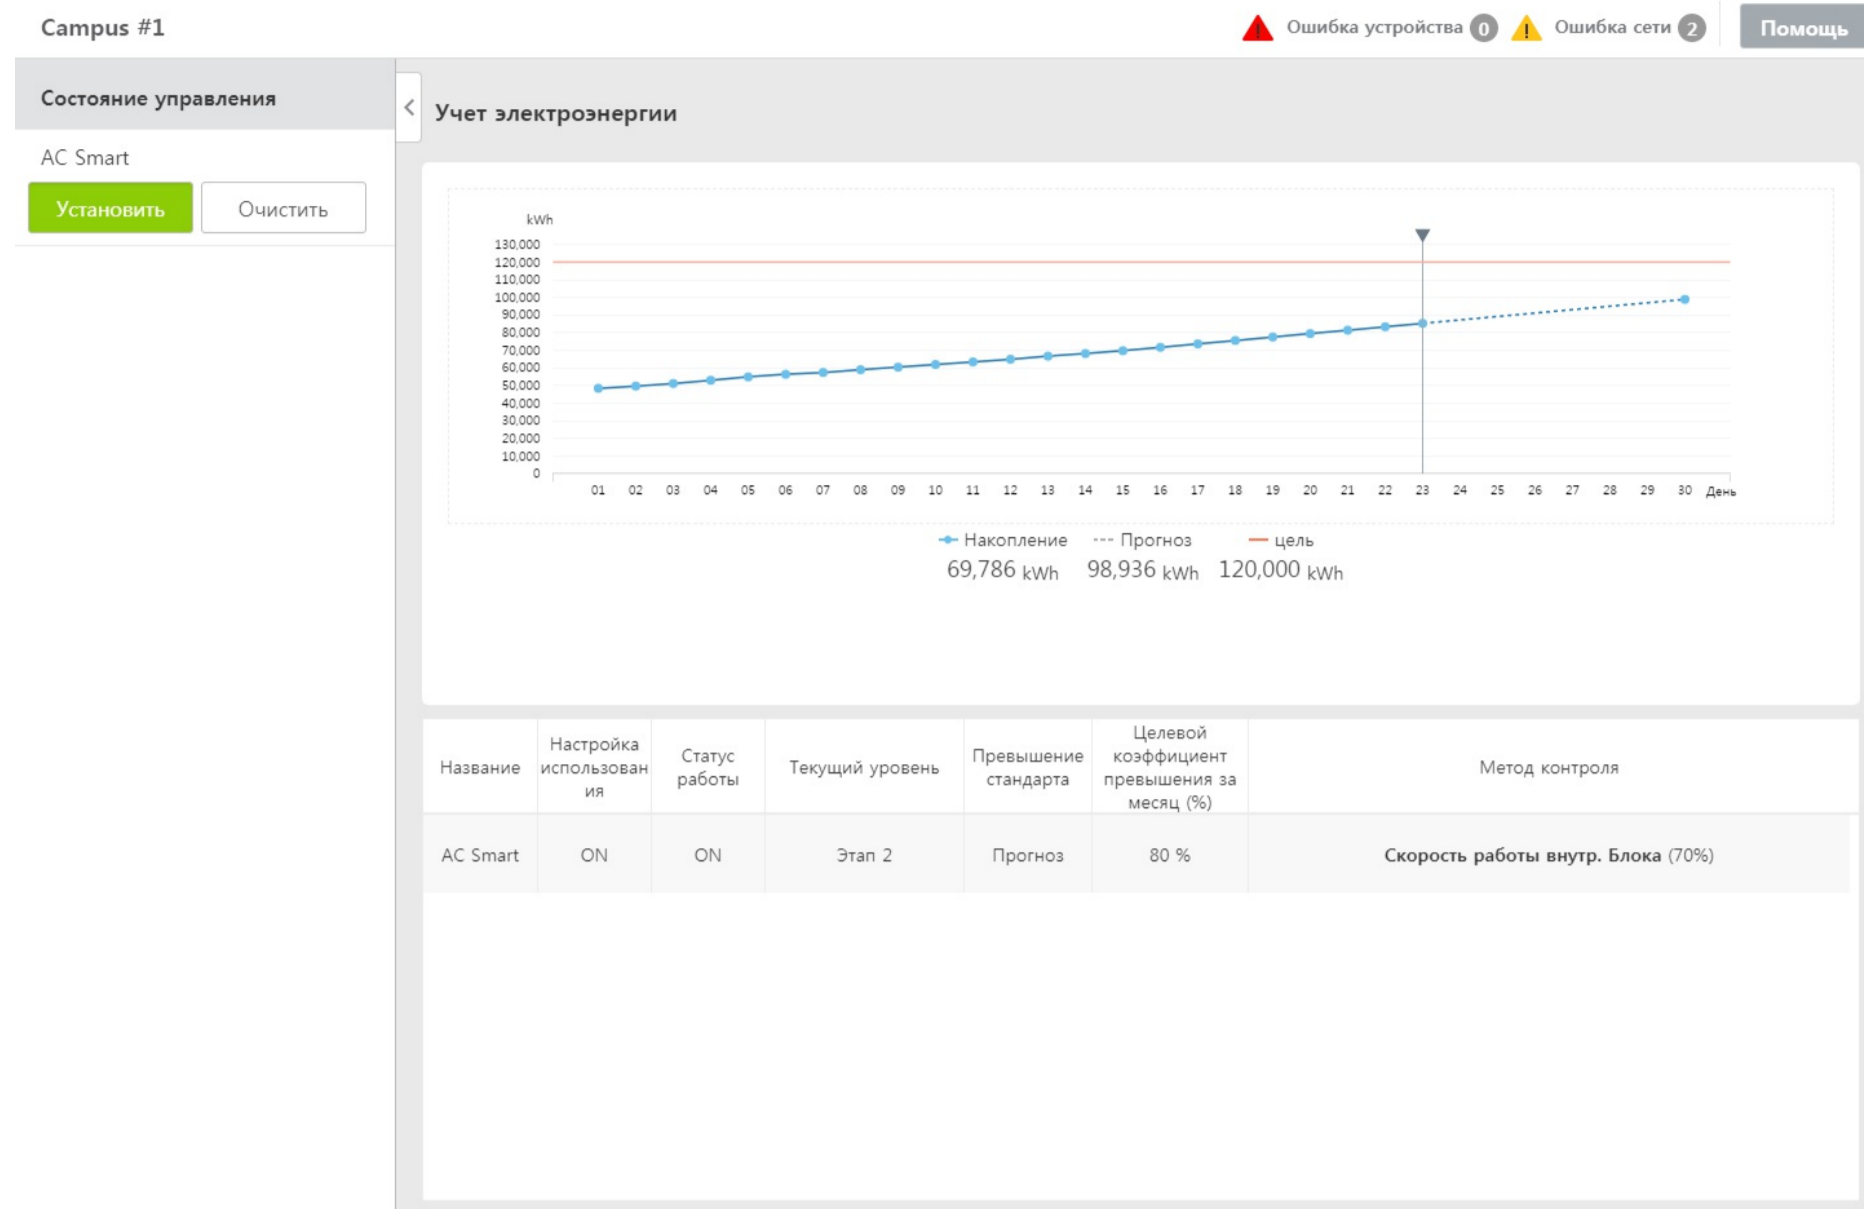 Campus #1
Ошибка устройства 0
Ошибка сети 2
Помощь
Состояние управления
AC Smart
Установить
Очистить
Учет электроэнергии
kWh
130,000
120,000
110,000
100,000
90,000
80,000
70,000
60,000
50,000
40,000
30,000
20,000
10,000
0
01 02 03 04 05 06 07 08 09 10 11 12 13 14 15 16 17 18 19 20 21 22 23 24 25 26 27 28 29 30 День
Накопление Прогноз цель
69,786 kWh 98,936 kWh 120,000 kWh
Название
Настройка
использован
ия
Статус
работы
Текущий уровень
Превышение
стандарта
Целевой
коэффициент
превышения за
месяц (%)
Метод контроля
AC Smart ON ON Этап 2 Прогноз 80 % Скорость работы внутр. Блока (70%)